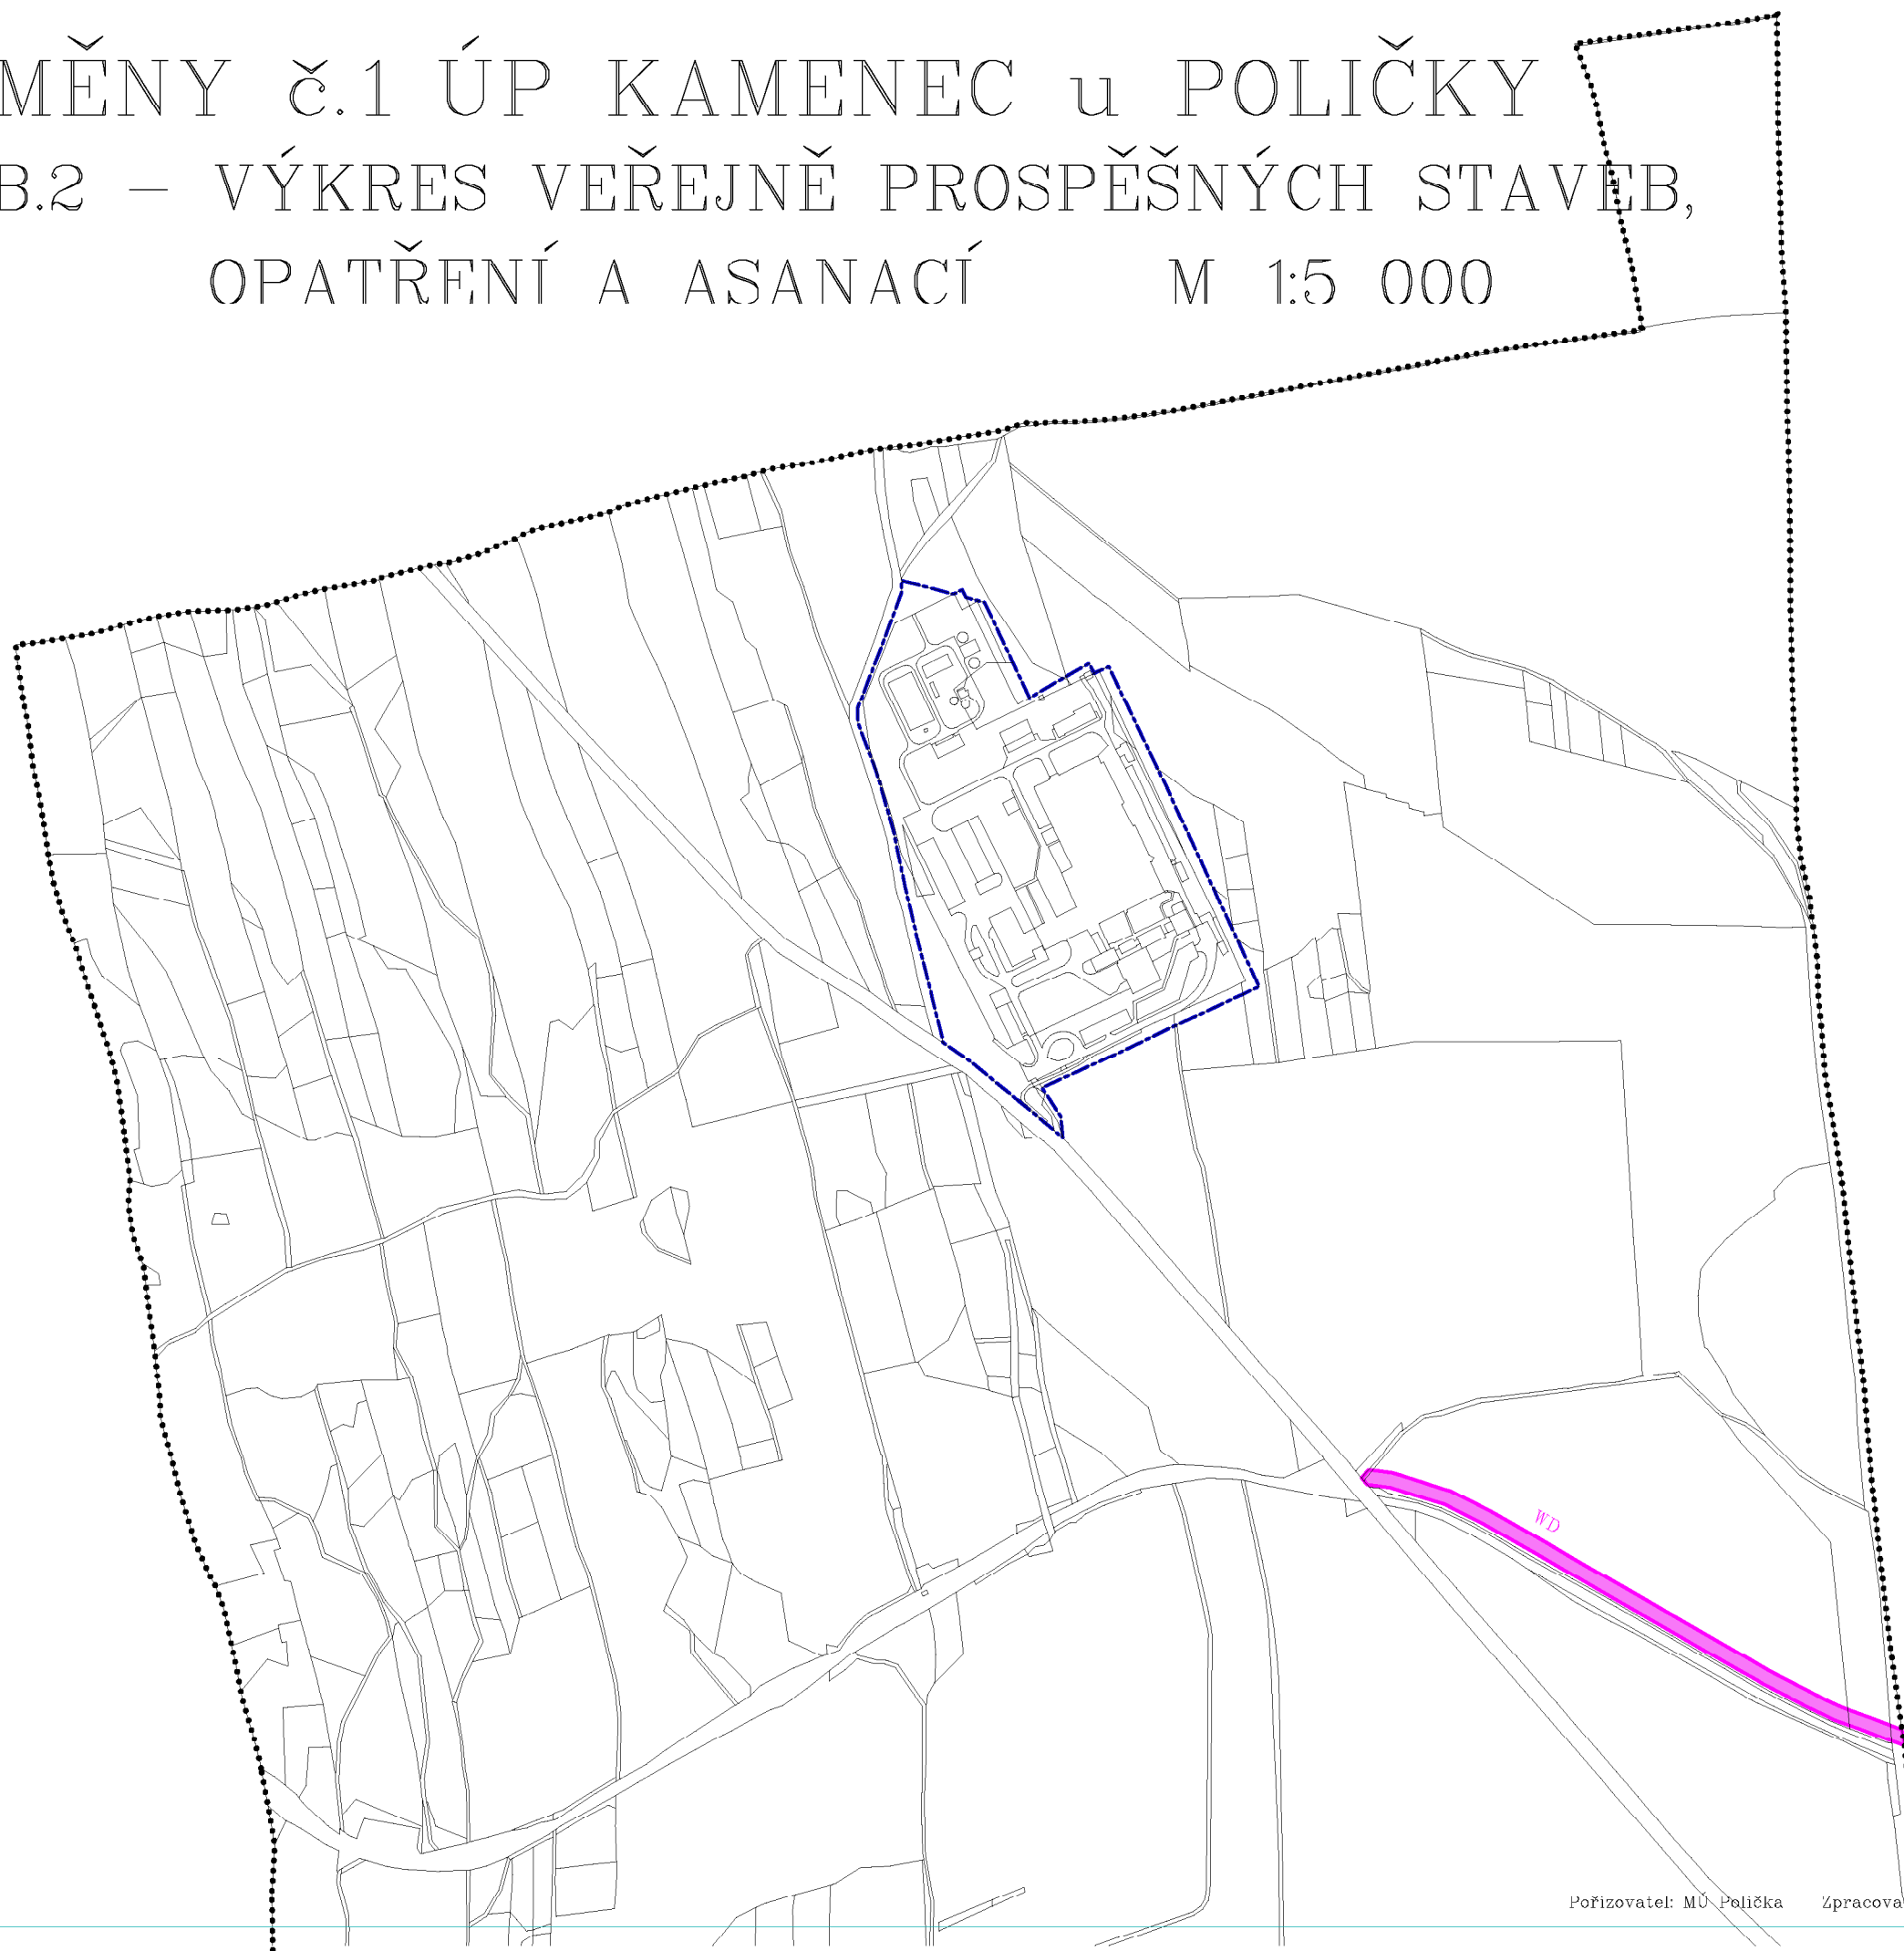 MĚNY č.1 ÚP KAMENEC u POLIČKY
B.2 – VÝKRES VEŘEJNĚ PROSPĚŠNÝCH STAVEB,
OPATŘENÍ A ASANACÍ M 1:5 000
WD
Pořizovatel: MÚ Polička Zpracova